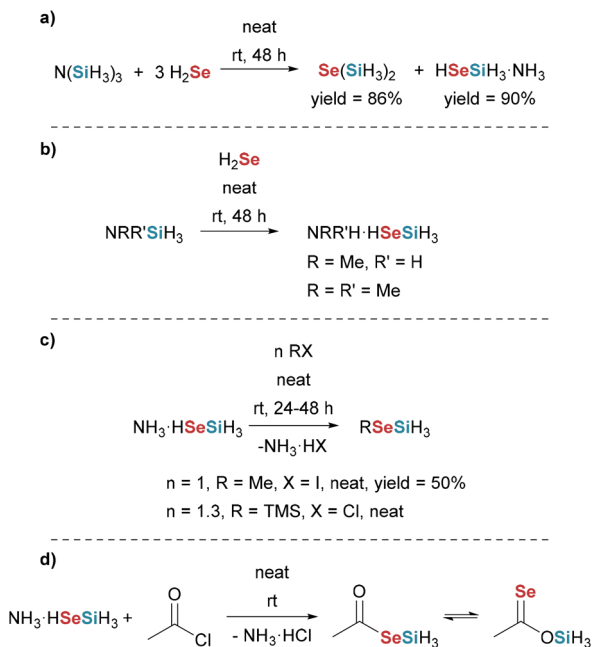 a)
neat
rt, 48 h
N(SiH₃)₃ + 3 H₂Se Se(SiH₃)₂ + HSeSiH₃·NH₃
yield = 86% yield = 90%
b)
H₂Se
neat
rt, 48 h
NRR'SiH₃ NRR'H·HSeSiH₃
R = Me, R' = H
R = R' = Me
c)
n RX
neat
rt, 24-48 h
NH₃·HSeSiH₃ RSeSiH₃
-NH₃·HX
n = 1, R = Me, X = I, neat, yield = 50%
n = 1.3, R = TMS, X = Cl, neat
d)
neat
rt
- NH₃·HCl
NH₃·HSeSiH₃ + O Cl O SeSiH₃ Se OSiH₃